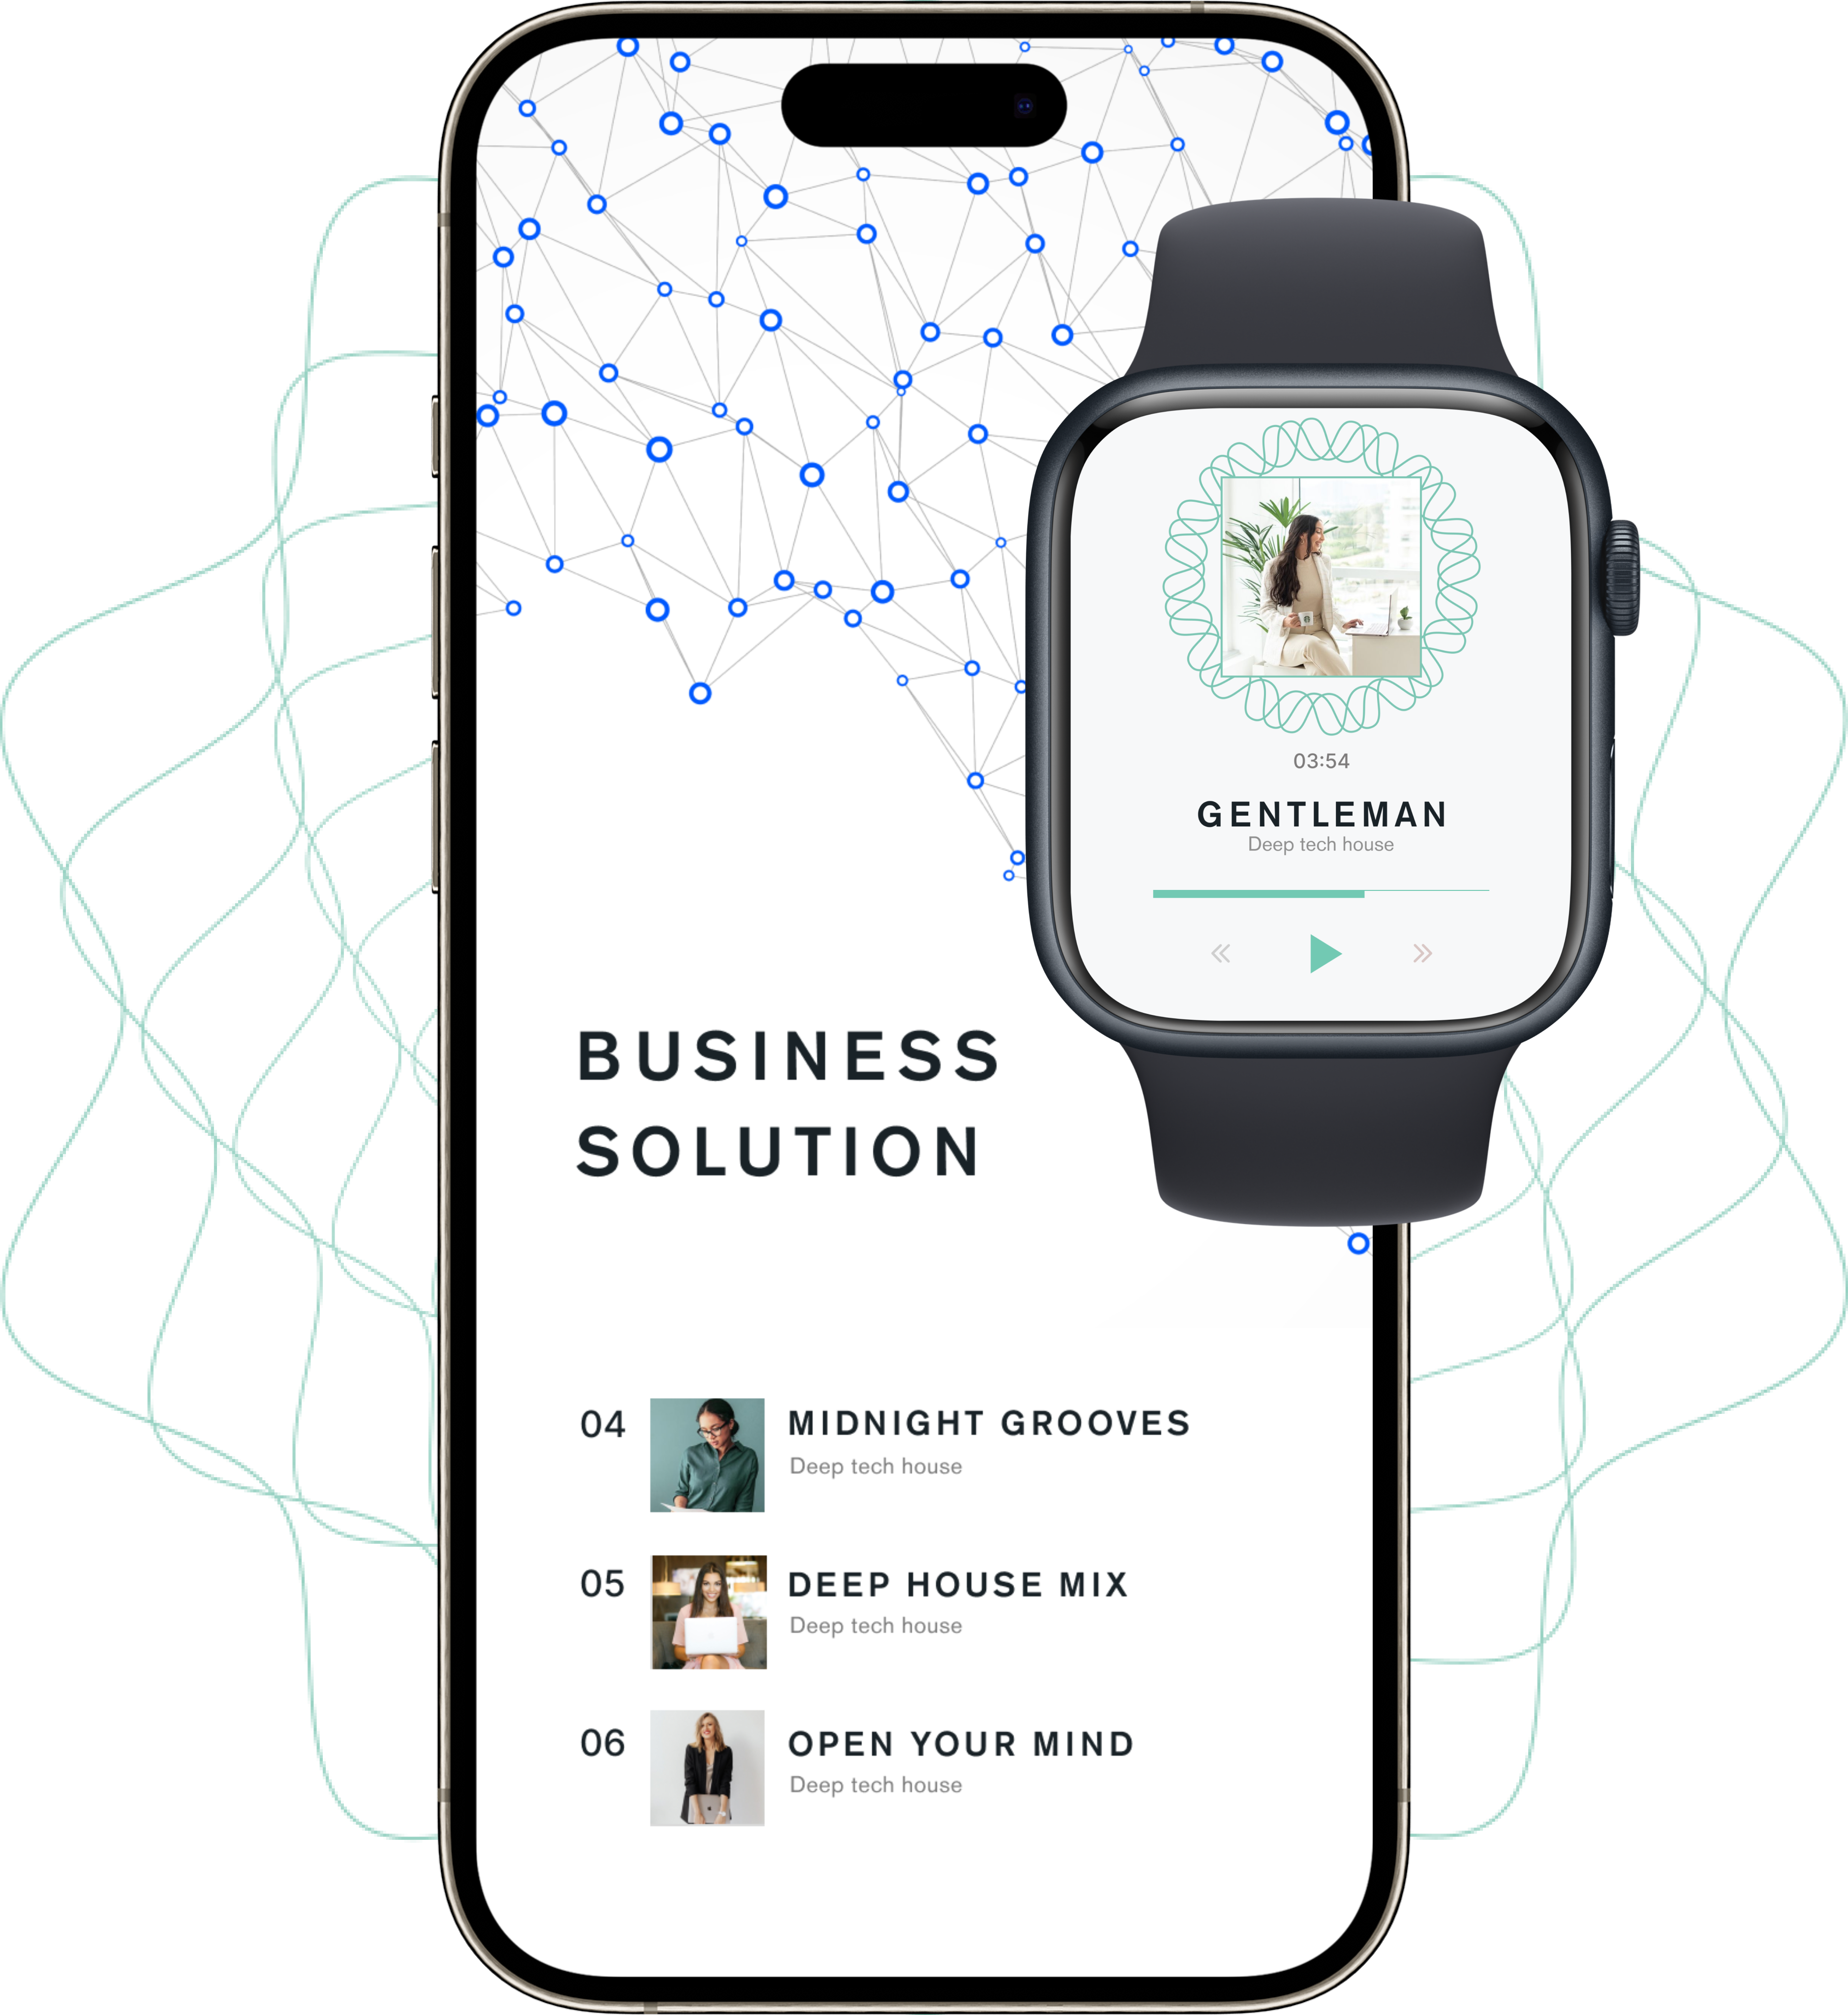 03:54
GENTLEMAN
Deep tech house
BUSINESS
SOLUTION
04
MIDNIGHT GROOVES
Deep tech house
05
DEEP HOUSE MIX
Deep tech house
06
OPEN YOUR MIND
Deep tech house